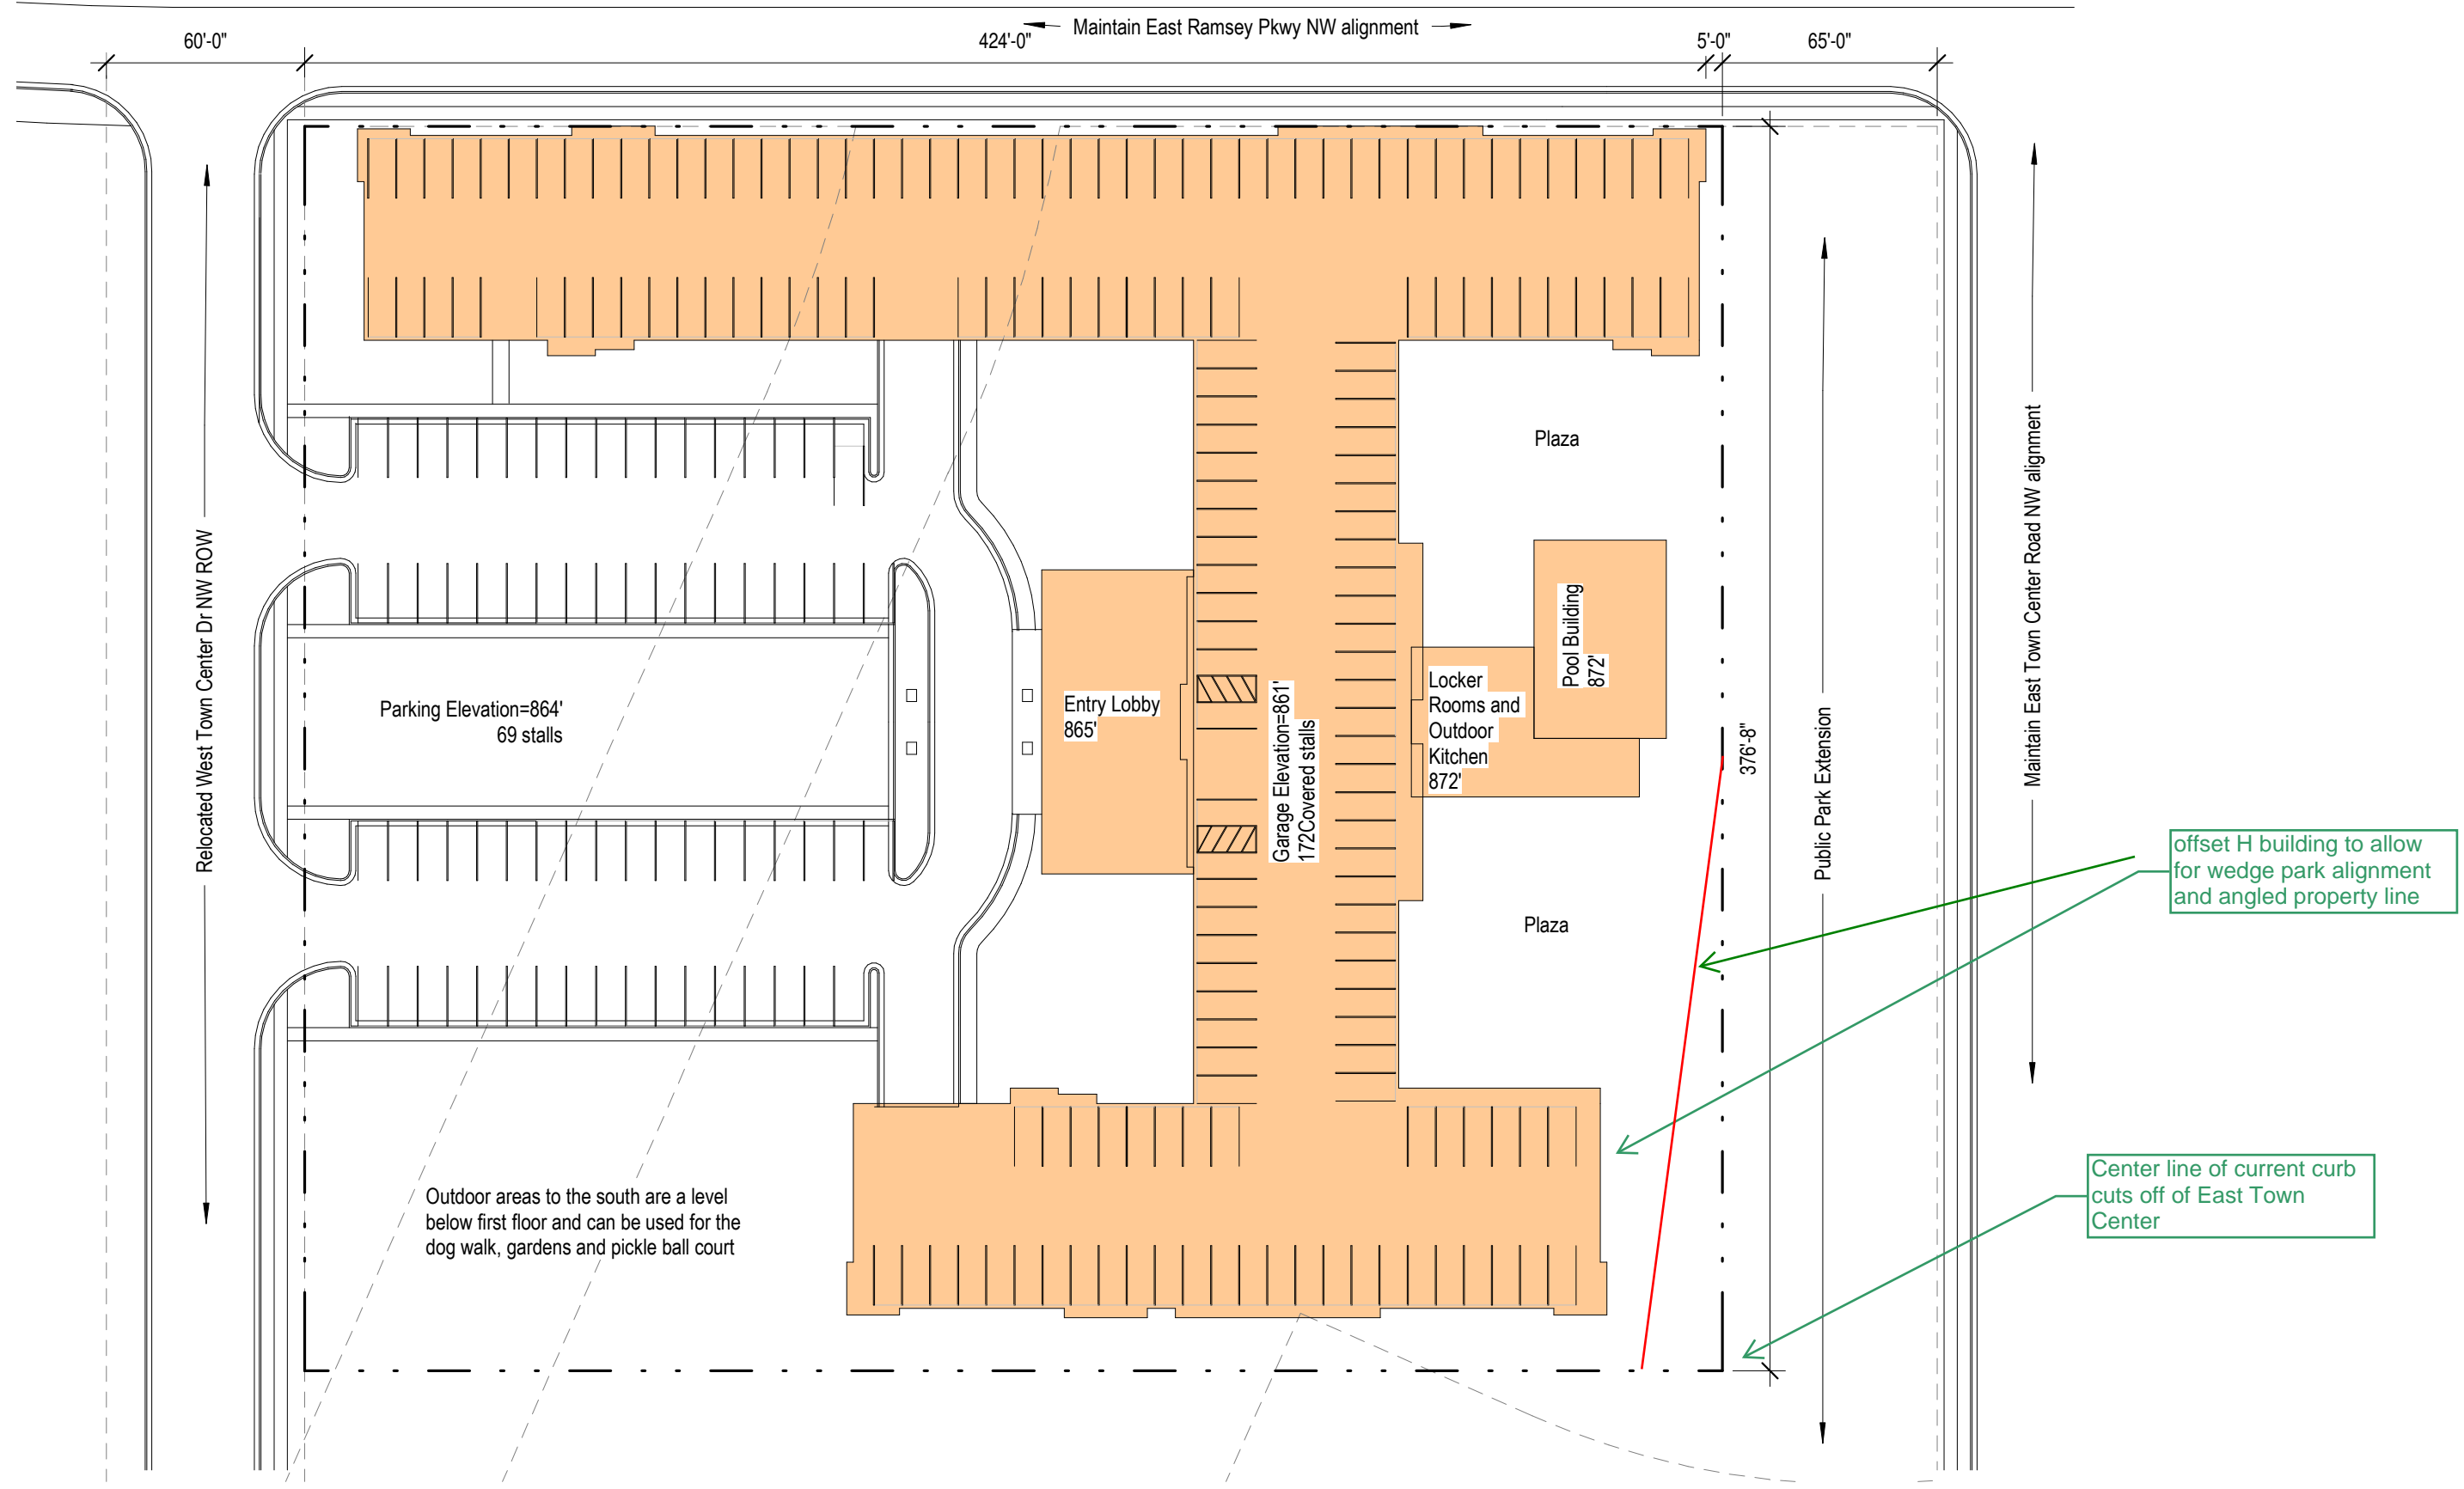 Maintain East Ramsey Pkwy NW alignment
60'-0"
424'-0"
5'-0"
65'-0"
Relocated West Town Center Dr NW ROW
Plaza
Maintain East Town Center Road NW alignment
Pool Building
872'
Parking Elevation=864'
69 stalls
Entry Lobby
865'
Garage Elevation=861'
172Covered stalls
Locker
Rooms and
Outdoor
Kitchen
872'
376'-8"
Public Park Extension
offset H building to allow
for wedge park alignment
and angled property line
Plaza
Outdoor areas to the south are a level
below first floor and can be used for the
dog walk, gardens and pickle ball court
Center line of current curb
cuts off of East Town
Center